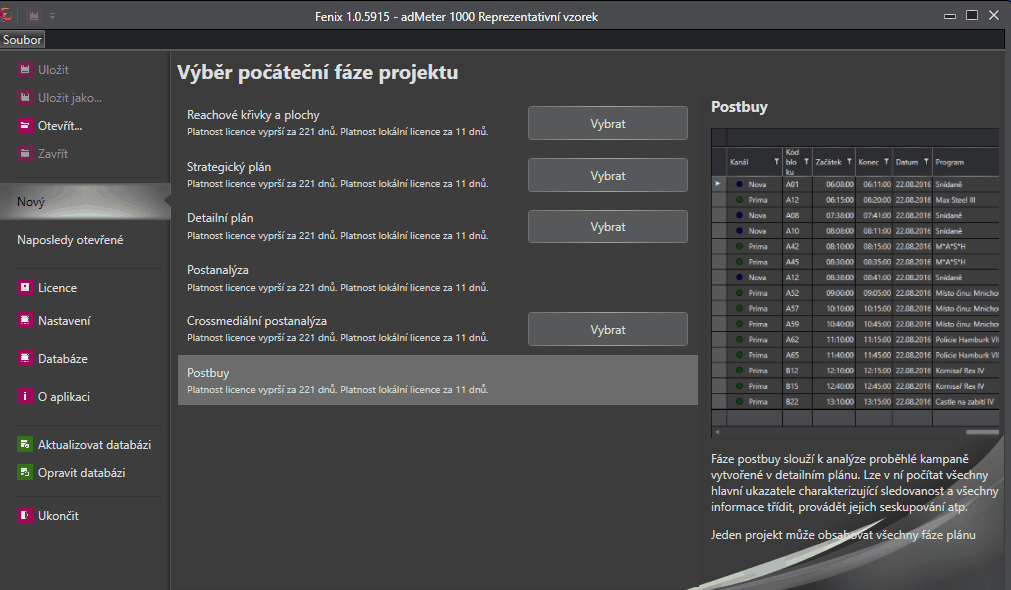 Fenix 1.0.5915 - adMeter 1000 Reprezentativní vzorek
Soubor
Uložit
Uložit jako...
Otevřít...
Zavřít
Nový
Naposledy otevřené
Licence
Nastavení
Databáze
O aplikaci
Aktualizovat databázi
Opravit databázi
Ukončit
Výběr počáteční fáze projektu
Reachové křivky a plochy
Platnost licence vyprší za 221 dnů. Platnost lokální licence za 11 dnů.
Vybrat
Strategický plán
Platnost licence vyprší za 221 dnů. Platnost lokální licence za 11 dnů.
Vybrat
Detailní plán
Platnost licence vyprší za 221 dnů. Platnost lokální licence za 11 dnů.
Vybrat
Postanalýza
Platnost licence vyprší za 221 dnů. Platnost lokální licence za 11 dnů.
Crossmediální postanalýza
Platnost licence vyprší za 221 dnů. Platnost lokální licence za 11 dnů.
Vybrat
Postbuy
Platnost licence vyprší za 221 dnů. Platnost lokální licence za 11 dnů.
Postbuy
Kanál Kód bloku Začátek Konec Datum Program
Nova A01 06:08:00 06:11:00 22.08.2016 Snídaně
Prima A12 06:15:00 06:20:00 22.08.2016 Max Steel III
Nova A08 07:38:00 07:41:00 22.08.2016 Snídaně
Nova A10 08:08:00 08:11:00 22.08.2016 Snídaně
Prima A42 08:10:00 08:15:00 22.08.2016 M*A*S*H
Prima A45 08:30:00 08:35:00 22.08.2016 M*A*S*H
Nova A12 08:38:00 08:41:00 22.08.2016 Snídaně
Prima A52 09:00:00 09:05:00 22.08.2016 Místo činu: Mnicho
Prima A57 10:10:00 10:15:00 22.08.2016 Místo činu: Mnicho
Prima A59 10:40:00 10:45:00 22.08.2016 Místo činu: Mnicho
Prima A62 11:10:00 11:15:00 22.08.2016 Policie Hamburk VII
Prima A65 11:40:00 11:45:00 22.08.2016 Policie Hamburk VII
Prima B12 12:10:00 12:15:00 22.08.2016 Komisař Rex IV
Prima B15 12:40:00 12:45:00 22.08.2016 Komisař Rex IV
Prima B22 13:10:00 13:15:00 22.08.2016 Castle na zabití IV
Fáze postbuy slouží k analýze proběhlé kampaně
vytvořené v detailním plánu. Lze v ní počítat všechny
hlavní ukazatele charakterizující sledovanost a všechny
informace třídit, provádět jejich seskupování atp.
Jeden projekt může obsahovat všechny fáze plánu